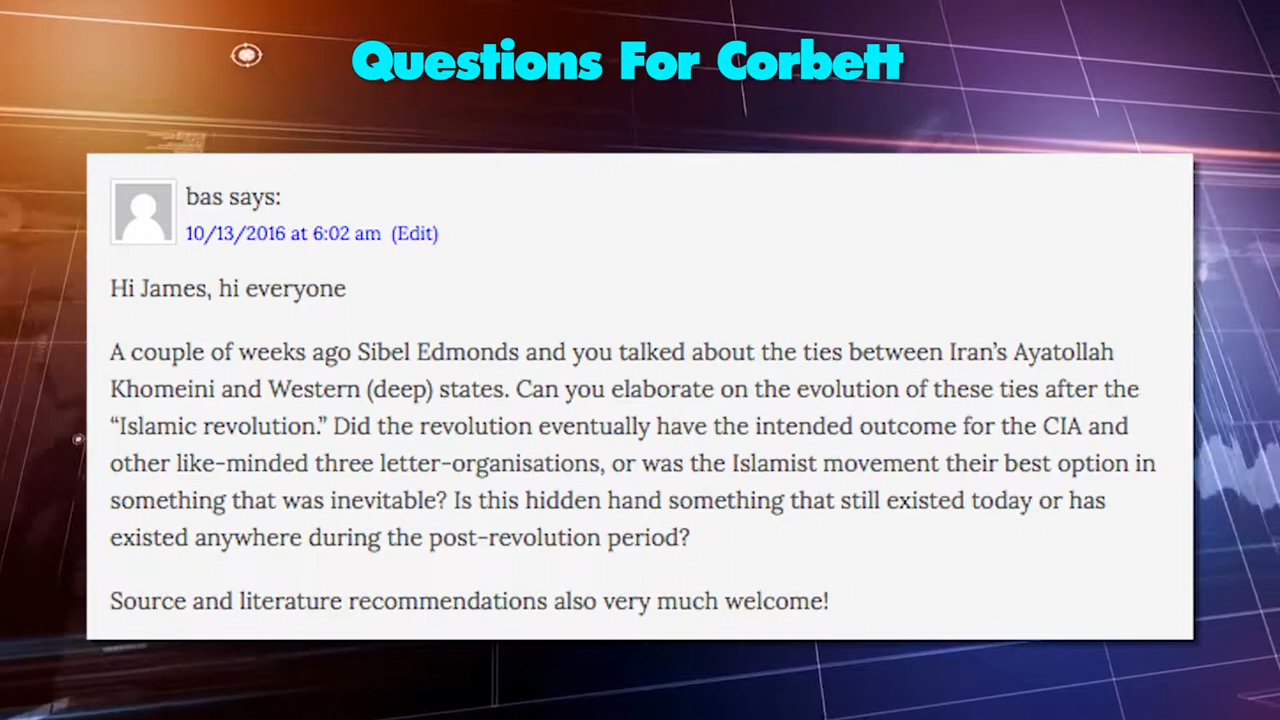 Questions For Corbett
bas says:
10/13/2016 at 6:02 am (Edit)
Hi James, hi everyone
A couple of weeks ago Sibel Edmonds and you talked about the ties between Iran’s Ayatollah
Khomeini and Western (deep) states. Can you elaborate on the evolution of these ties after the
“Islamic revolution.” Did the revolution eventually have the intended outcome for the CIA and
other like-minded three letter-organisations, or was the Islamist movement their best option in
something that was inevitable? Is this hidden hand something that still existed today or has
existed anywhere during the post-revolution period?
Source and literature recommendations also very much welcome!